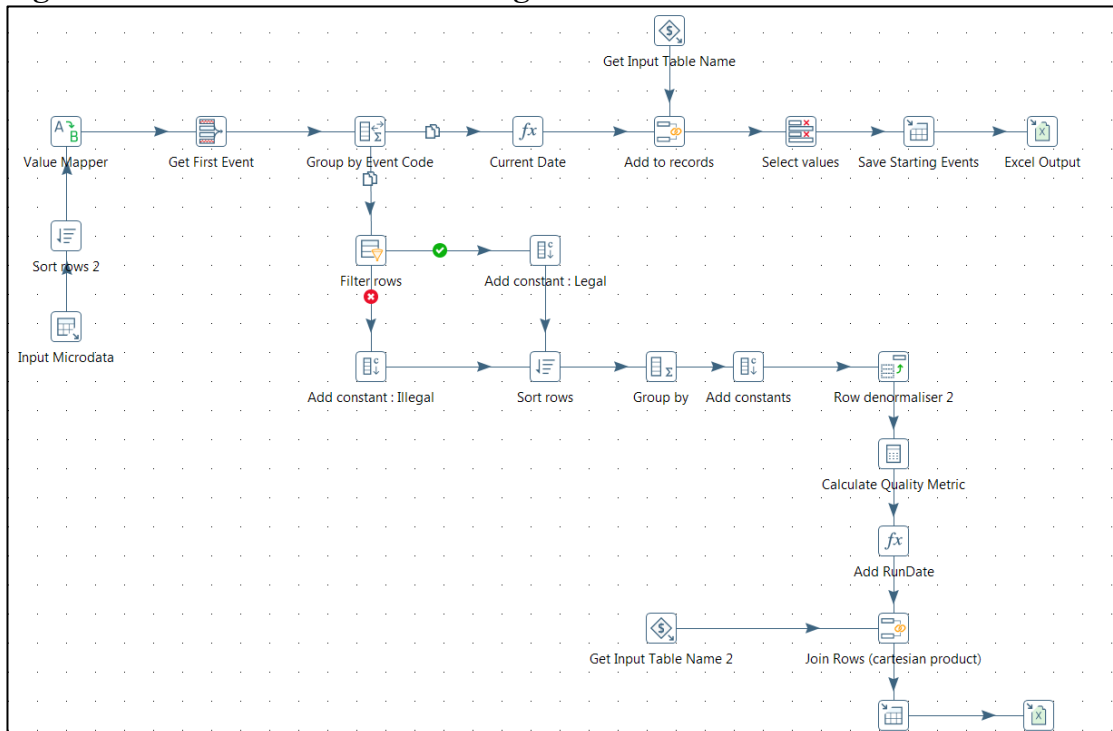 Get Input Table Name
Value Mapper
Get First Event
Group by Event Code
Current Date
Add to records
Select values
Save Starting Events
Excel Output
Sort rows 2
Filter rows
Add constant : Legal
Input Microdata
Add constant : Illegal
Sort rows
Group by
Add constants
Row denormaliser 2
Calculate Quality Metric
Add RunDate
Get Input Table Name 2
Join Rows (cartesian product)